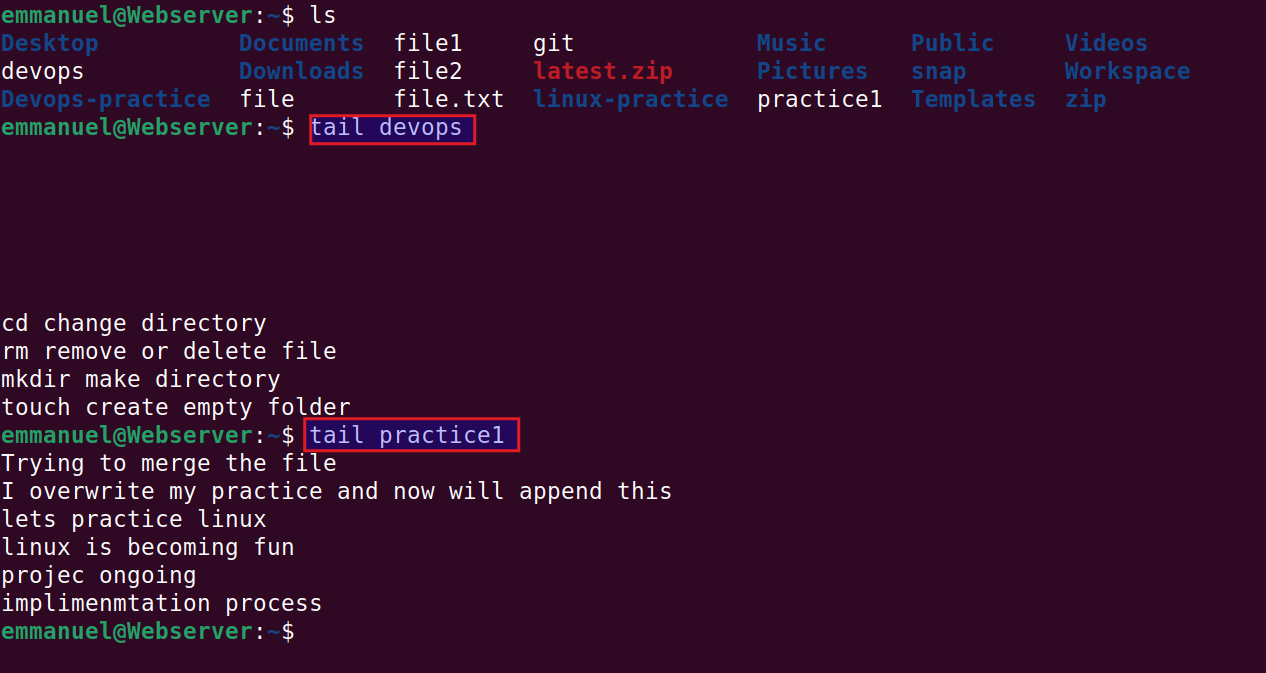 emmanuel@Webserver:~$ ls
Desktop Documents file1 git Music Public Videos
devops Downloads file2 latest.zip Pictures snap Workspace
Devops-practice file file.txt linux-practice practice1 Templates zip
emmanuel@Webserver:~$ tail devops
cd change directory
rm remove or delete file
mkdir make directory
touch create empty folder
emmanuel@Webserver:~$ tail practice1
Trying to merge the file
I overwrite my practice and now will append this
lets practice linux
linux is becoming fun
projec ongoing
implimenmtation process
emmanuel@Webserver:~$